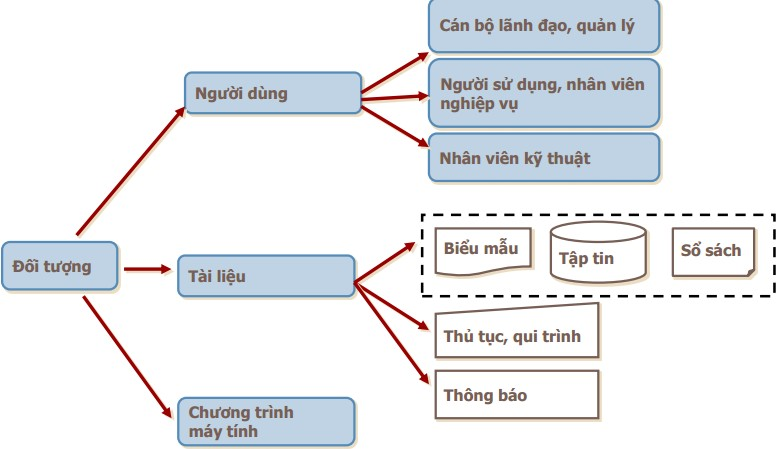 Cán bộ lãnh đạo, quản lý
Người dùng
Người sử dụng, nhân viên
nghiệp vụ
Nhân viên kỹ thuật
Đối tượng
Tài liệu
Biểu mẫu
Tập tin
Sổ sách
Thủ tục, qui trình
Thông báo
Chương trình
máy tính